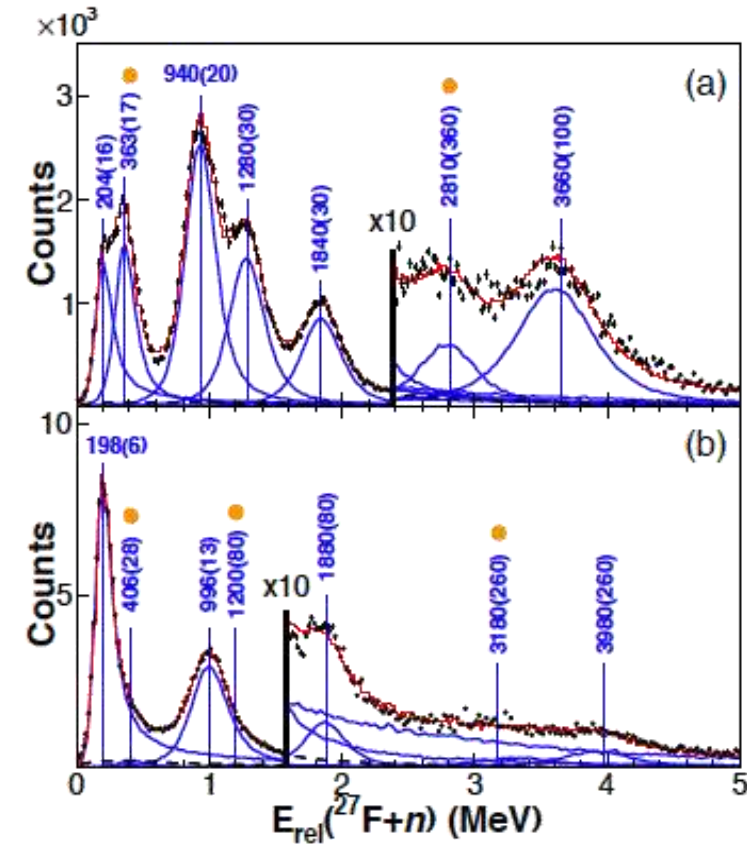 ×10³
Counts
3
2
1
204(16)
363(17)
940(20)
1280(30)
1840(30)
x10
2810(360)
3660(100)
(a)
Counts
10
5
198(6)
406(28)
996(13)
1200(80)
x10
1880(80)
3180(260)
3980(260)
(b)
0 1 2 3 4 5
E_rel(²⁷F+n) (MeV)